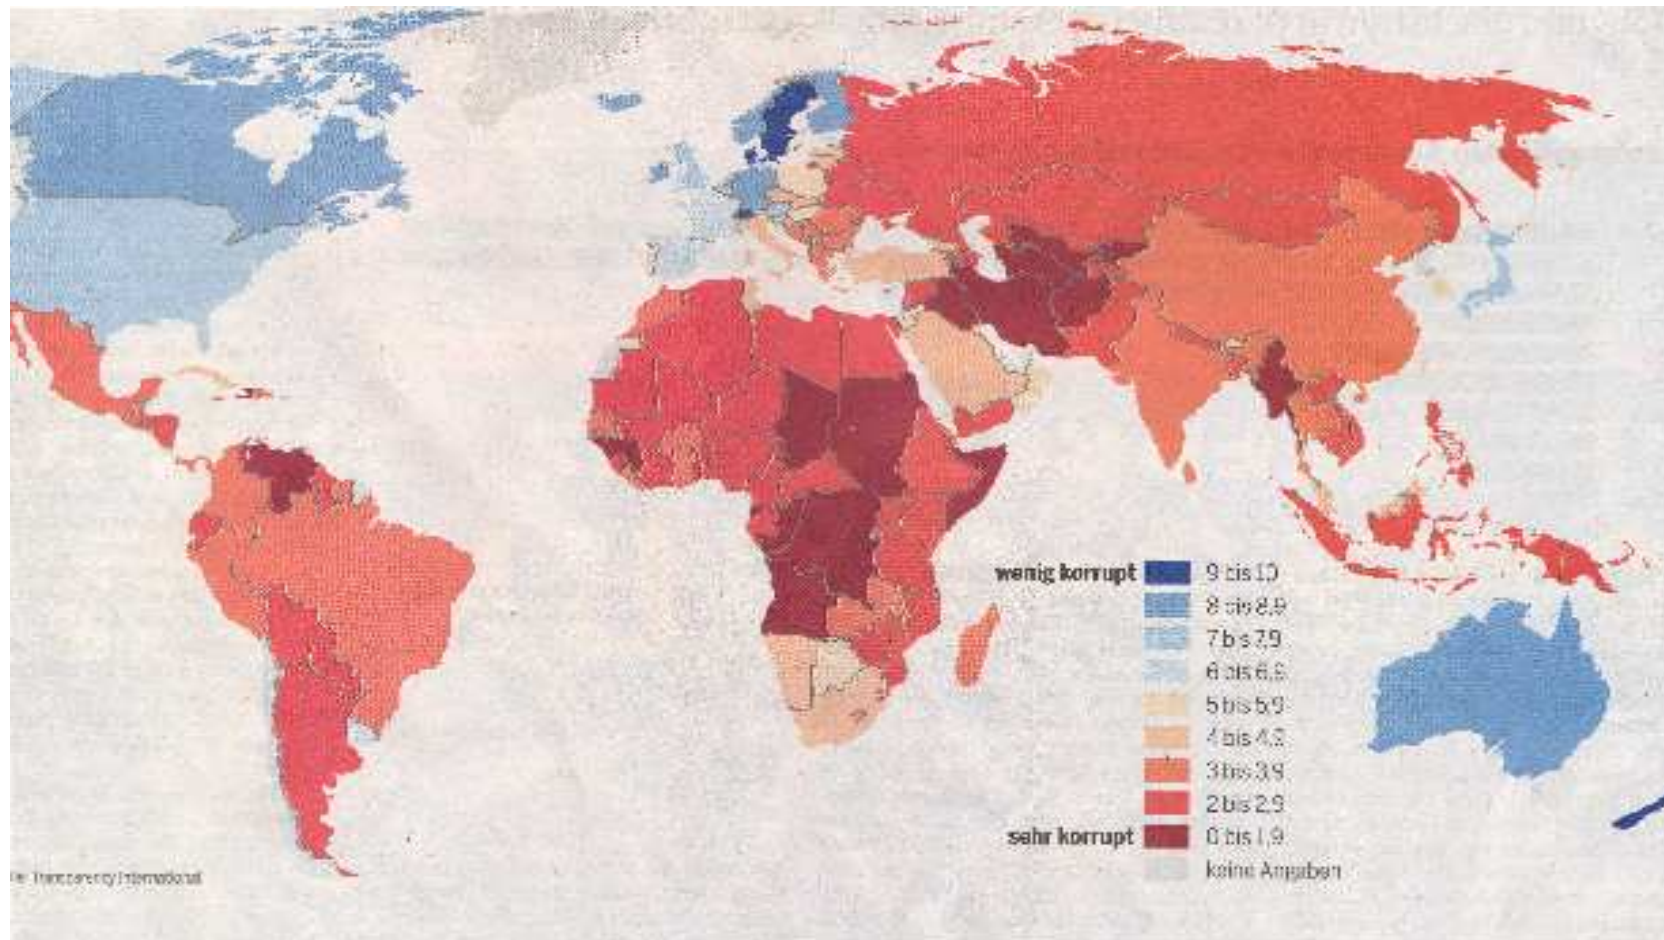 wenig korrupt 9 bis 10
8 bis 8,9
7 bis 7,9
6 bis 6,9
5 bis 5,9
4 bis 4,9
3 bis 3,9
2 bis 2,9
sehr korrupt 0 bis 1,9
keine Angaben
Transparency International